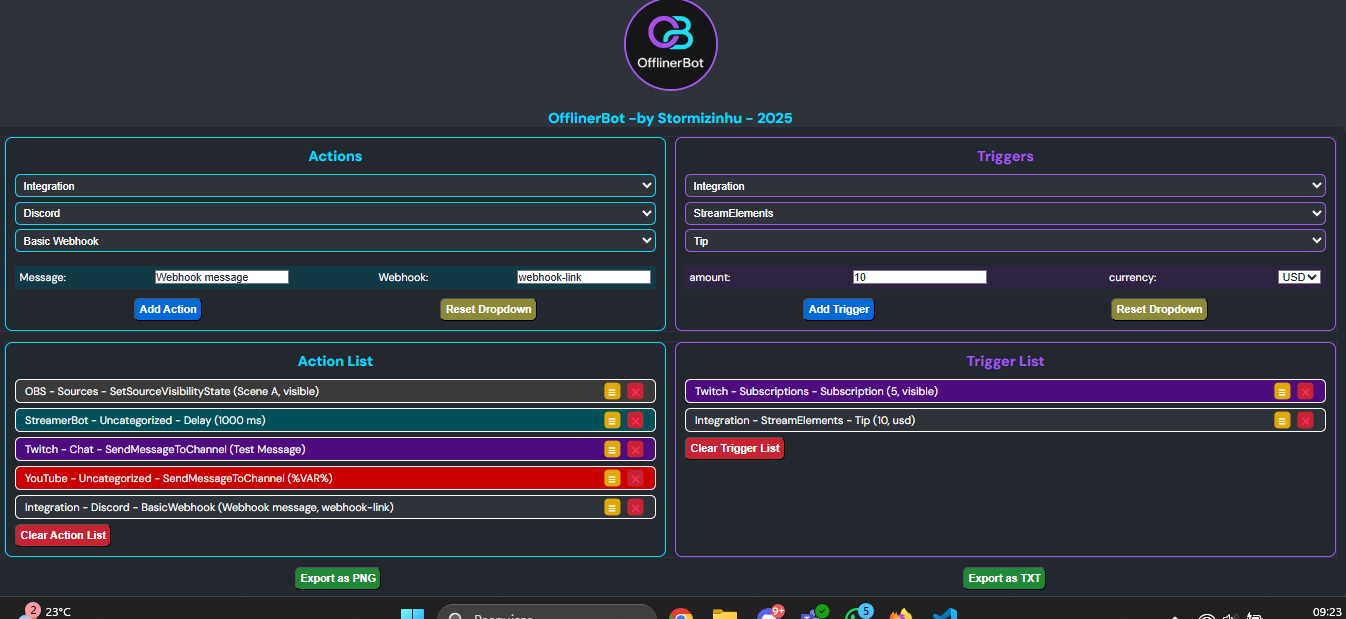 OfflinerBot
OfflinerBot -by Stormizinhu - 2025
Actions
Integration
Discord
Basic Webhook
Message: Webhook message Webhook: webhook-link
Add Action Reset Dropdown
Triggers
Integration
StreamElements
Tip
amount: 10 currency: USD
Add Trigger Reset Dropdown
Action List
OBS - Sources - SetSourceVisibilityState (Scene A, visible)
StreamerBot - Uncategorized - Delay (1000 ms)
Twitch - Chat - SendMessageToChannel (Test Message)
YouTube - Uncategorized - SendMessageToChannel (%VAR%)
Integration - Discord - BasicWebhook (Webhook message, webhook-link)
Clear Action List
Trigger List
Twitch - Subscriptions - Subscription (5, visible)
Integration - StreamElements - Tip (10, usd)
Clear Trigger List
Export as PNG Export as TXT
2 23°C Pesquisar 9+ 5 09:23